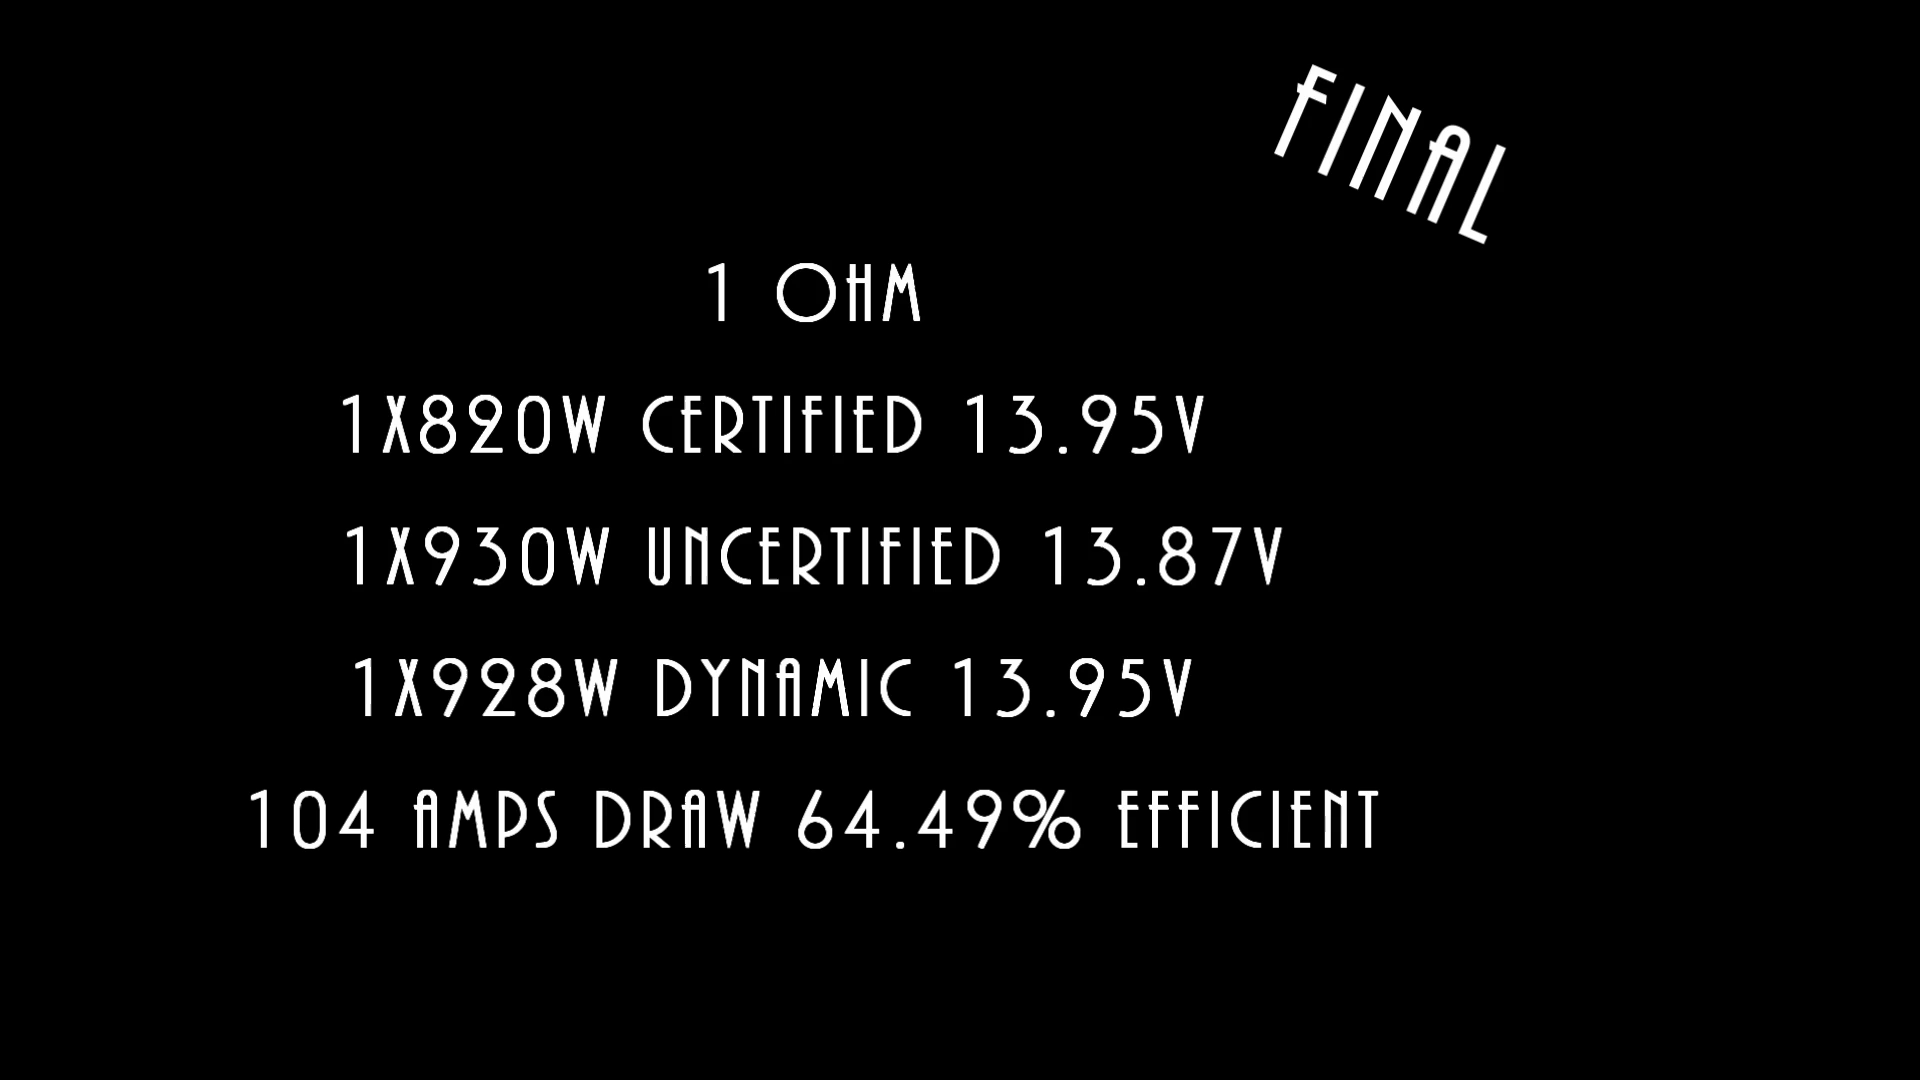 FINAL
1 OHM
1X820W CERTIFIED 13.95V
1X930W UNCERTIFIED 13.87V
1X928W DYNAMIC 13.95V
104 AMPS DRAW 64.49% EFFICIENT